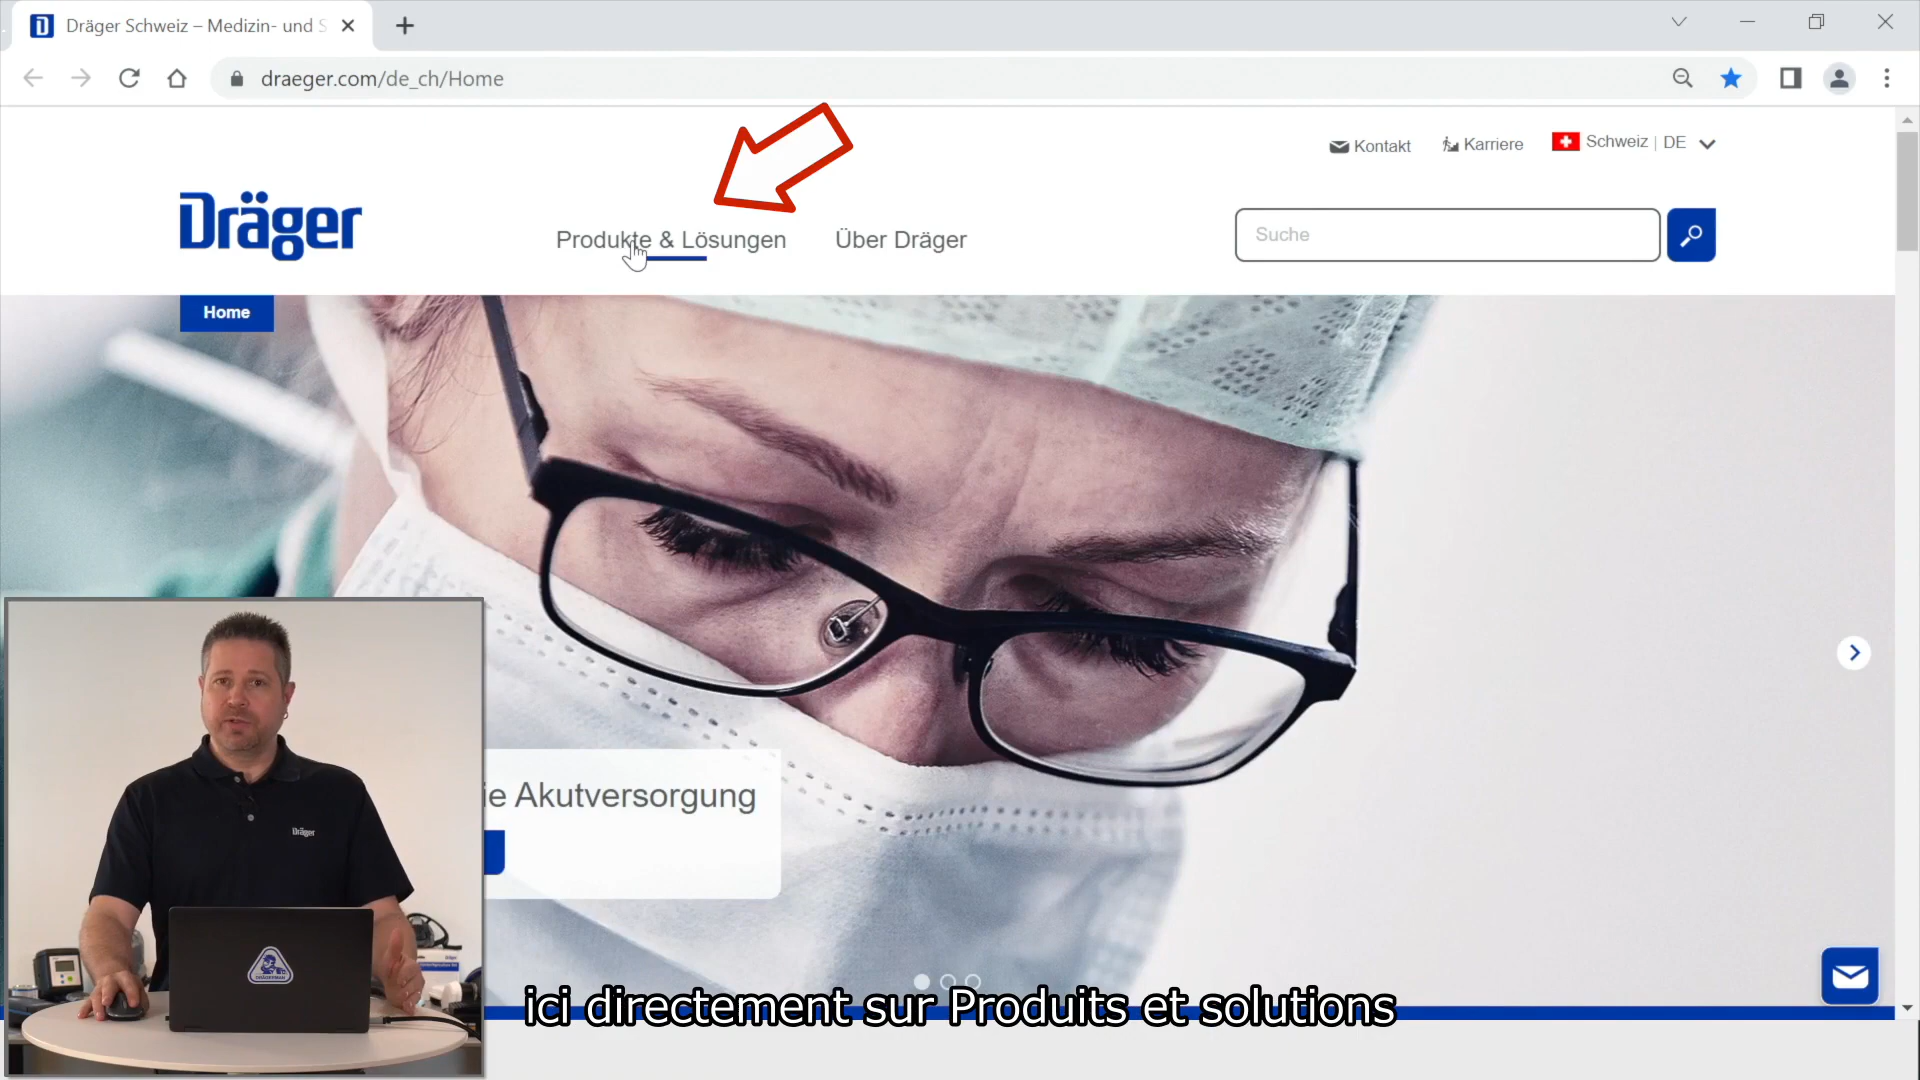 Dräger Schweiz – Medizin- und S
draeger.com/de_ch/Home
Kontakt
Karriere
Schweiz | DE
Dräger
Produkte & Lösungen
Über Dräger
Suche
Home
ie Akutversorgung
Dräger
DRÄGERMAN
ici directement sur Produits et solutions